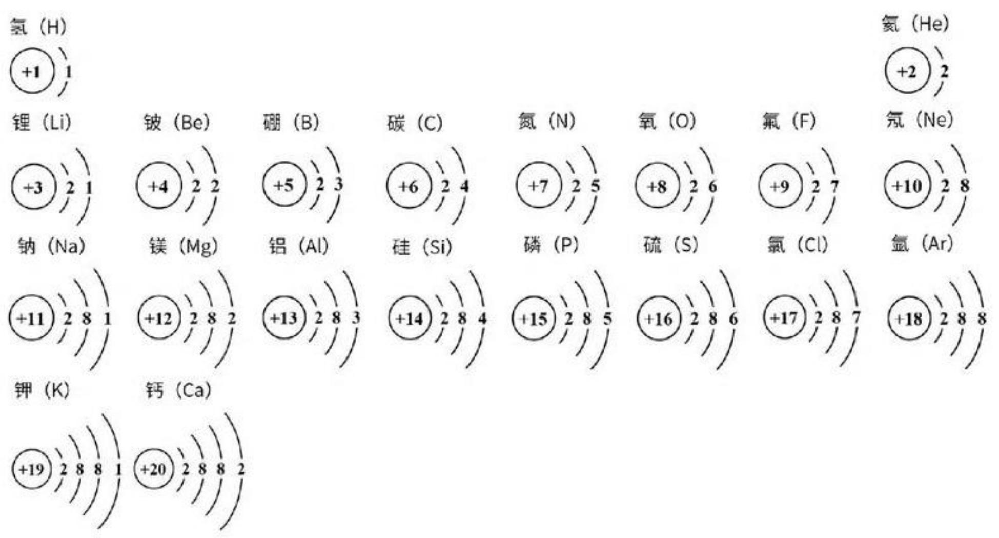 氢（H） 氦（He）
+1 1 +2 2
锂（Li） 铍（Be） 硼（B） 碳（C） 氮（N） 氧（O） 氟（F） 氖（Ne）
+3 2 1 +4 2 2 +5 2 3 +6 2 4 +7 2 5 +8 2 6 +9 2 7 +10 2 8
钠（Na） 镁（Mg） 铝（Al） 硅（Si） 磷（P） 硫（S） 氯（Cl） 氩（Ar）
+11 2 8 1 +12 2 8 2 +13 2 8 3 +14 2 8 4 +15 2 8 5 +16 2 8 6 +17 2 8 7 +18 2 8 8
钾（K） 钙（Ca）
+19 2 8 8 1 +20 2 8 8 2